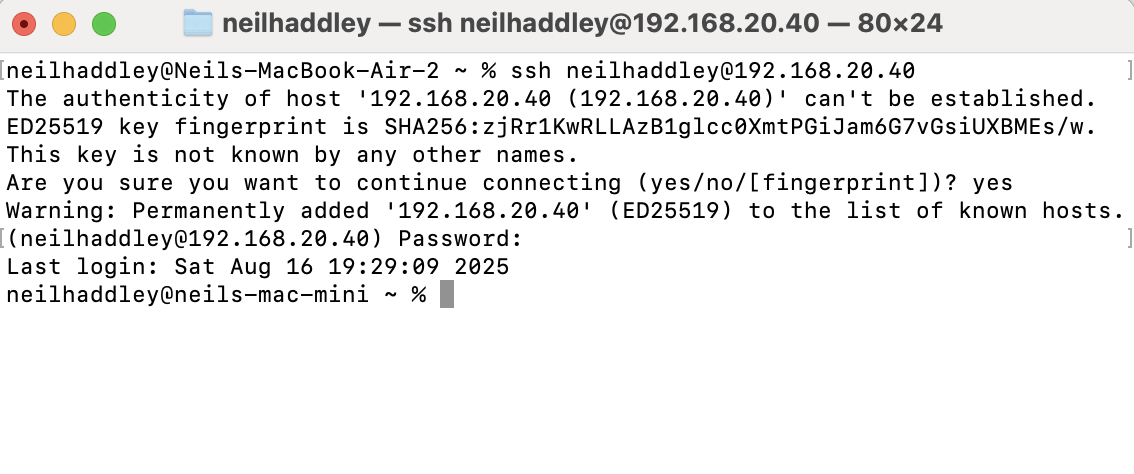 neilhaddley — ssh neilhaddley@192.168.20.40 — 80×24
[neilhaddley@Neils-MacBook-Air-2 ~ % ssh neilhaddley@192.168.20.40 ]
The authenticity of host '192.168.20.40 (192.168.20.40)' can't be established.
ED25519 key fingerprint is SHA256:zjRr1KwRLLAzB1glcc0XmtPGiJam6G7vGsiUXBMEs/w.
This key is not known by any other names.
Are you sure you want to continue connecting (yes/no/[fingerprint])? yes
Warning: Permanently added '192.168.20.40' (ED25519) to the list of known hosts.
[(neilhaddley@192.168.20.40) Password: ]
Last login: Sat Aug 16 19:29:09 2025
neilhaddley@neils-mac-mini ~ %